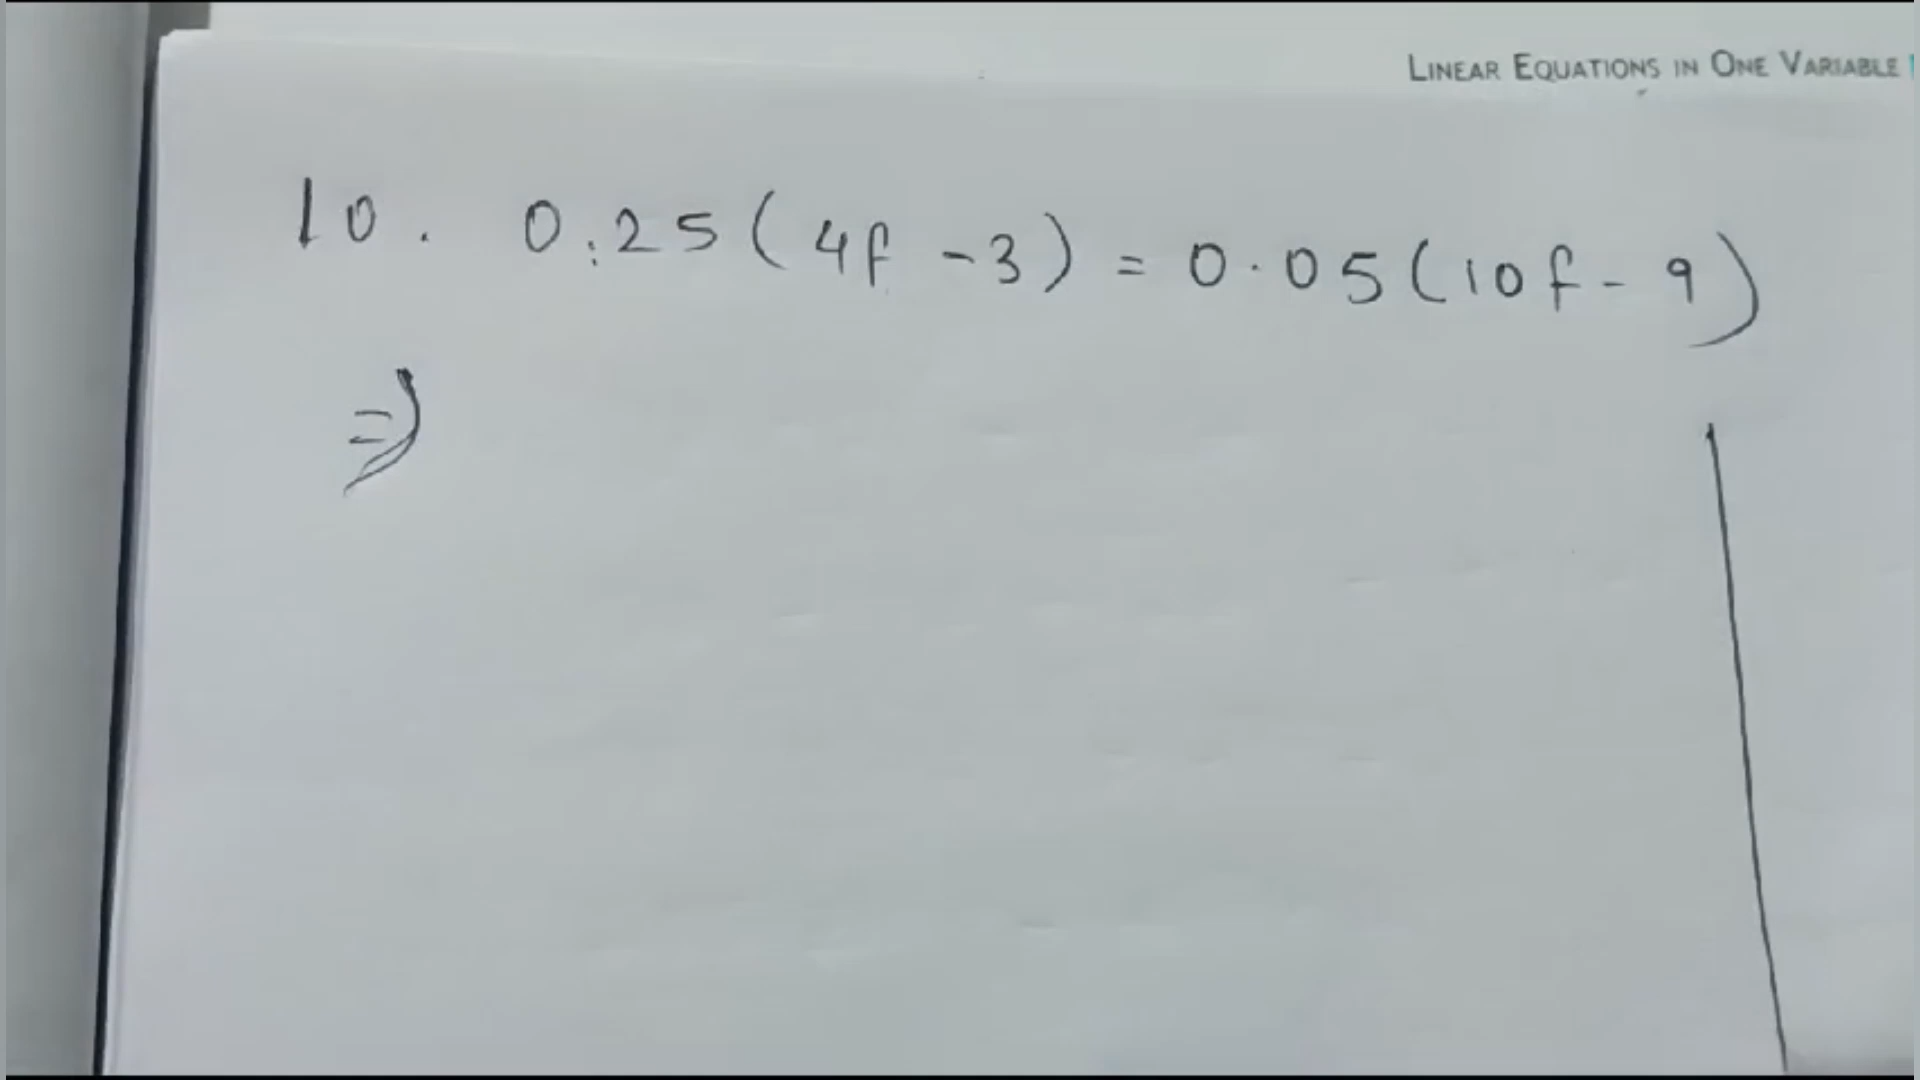 LINEAR EQUATIONS IN ONE VARIABLE
10. 0.25(4f-3) = 0.05(10f-9)
⇒